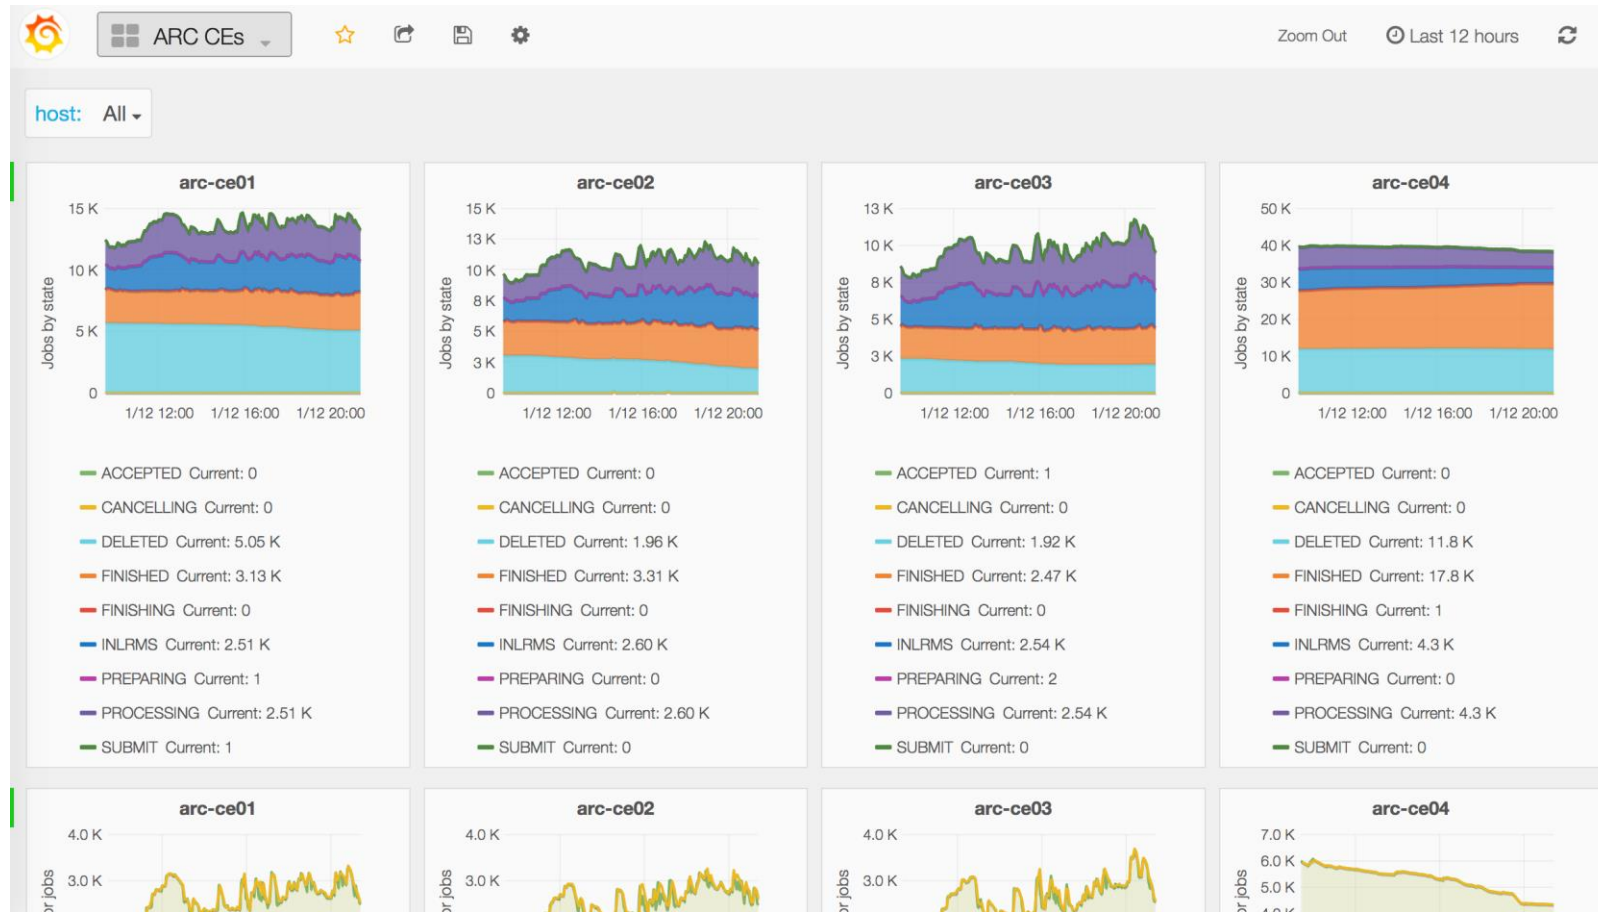 ARC CEs
Zoom Out
Last 12 hours
host: All
arc-ce01
15 K
10 K
5 K
0
Jobs by state
1/12 12:00 1/12 16:00 1/12 20:00
ACCEPTED Current: 0
CANCELLING Current: 0
DELETED Current: 5.05 K
FINISHED Current: 3.13 K
FINISHING Current: 0
INLRMS Current: 2.51 K
PREPARING Current: 1
PROCESSING Current: 2.51 K
SUBMIT Current: 1
arc-ce02
15 K
13 K
10 K
8 K
5 K
3 K
0
Jobs by state
1/12 12:00 1/12 16:00 1/12 20:00
ACCEPTED Current: 0
CANCELLING Current: 0
DELETED Current: 1.96 K
FINISHED Current: 3.31 K
FINISHING Current: 0
INLRMS Current: 2.60 K
PREPARING Current: 0
PROCESSING Current: 2.60 K
SUBMIT Current: 0
arc-ce03
13 K
10 K
8 K
5 K
3 K
0
Jobs by state
1/12 12:00 1/12 16:00 1/12 20:00
ACCEPTED Current: 1
CANCELLING Current: 0
DELETED Current: 1.92 K
FINISHED Current: 2.47 K
FINISHING Current: 0
INLRMS Current: 2.54 K
PREPARING Current: 2
PROCESSING Current: 2.54 K
SUBMIT Current: 0
arc-ce04
50 K
40 K
30 K
20 K
10 K
0
Jobs by state
1/12 12:00 1/12 16:00 1/12 20:00
ACCEPTED Current: 0
CANCELLING Current: 0
DELETED Current: 11.8 K
FINISHED Current: 17.8 K
FINISHING Current: 1
INLRMS Current: 4.3 K
PREPARING Current: 0
PROCESSING Current: 4.3 K
SUBMIT Current: 0
arc-ce01
4.0 K
3.0 K
jobs
arc-ce02
4.0 K
3.0 K
jobs
arc-ce03
4.0 K
3.0 K
jobs
arc-ce04
7.0 K
6.0 K
5.0 K
jobs